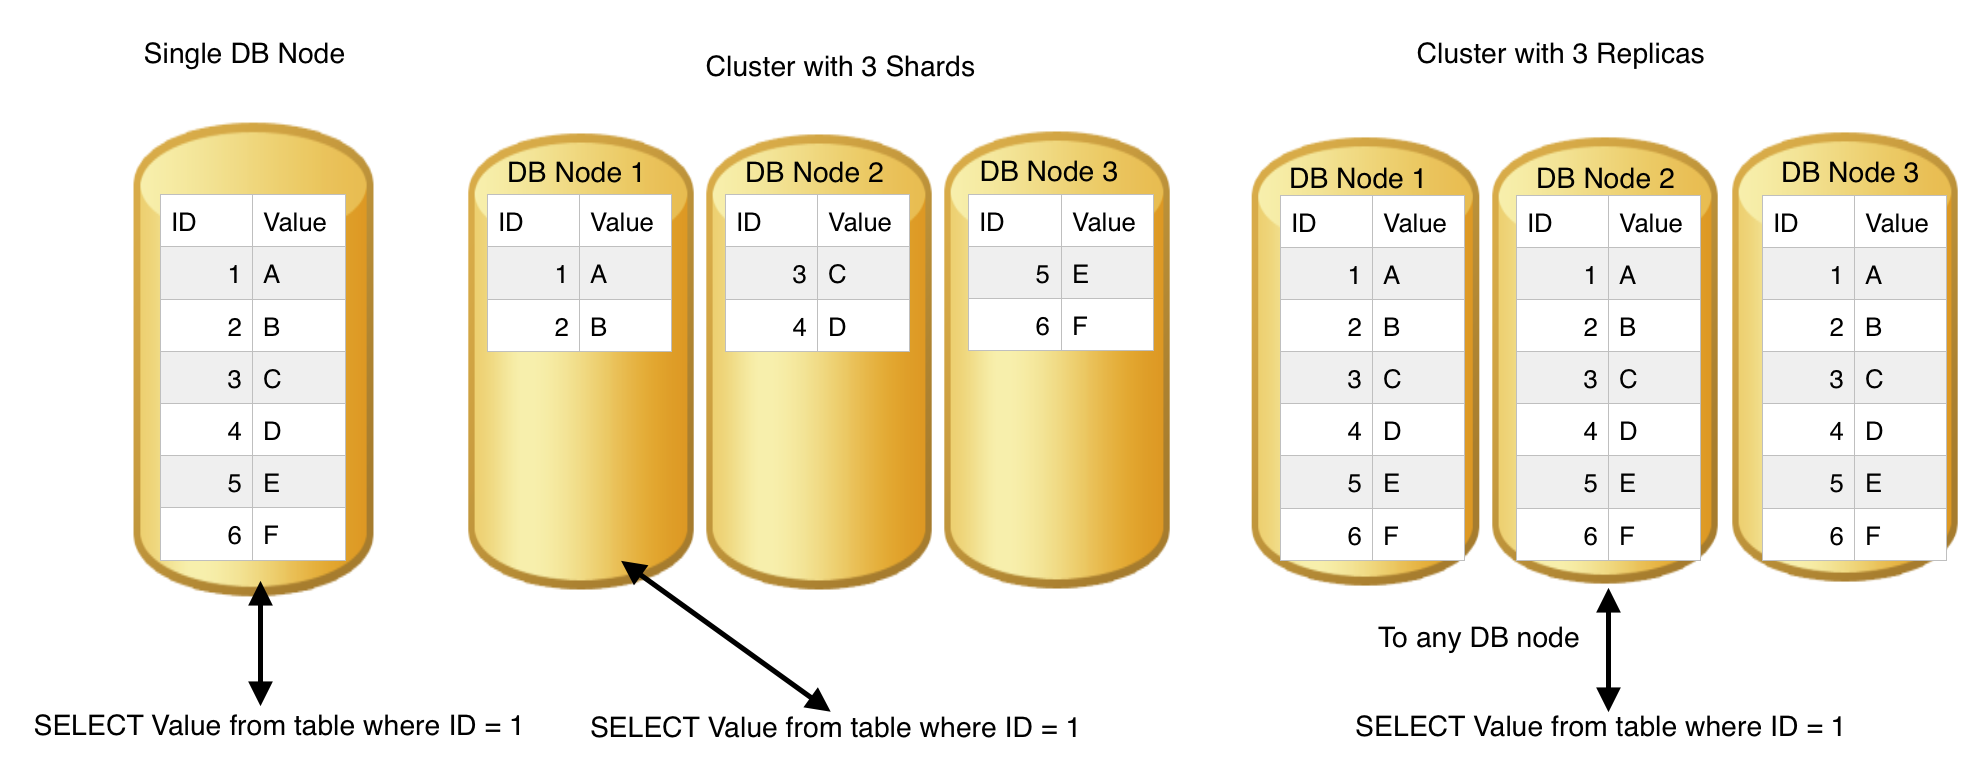 Single DB Node
ID Value
1 A
2 B
3 C
4 D
5 E
6 F
SELECT Value from table where ID = 1
Cluster with 3 Shards
DB Node 1
ID Value
1 A
2 B
DB Node 2
ID Value
3 C
4 D
DB Node 3
ID Value
5 E
6 F
SELECT Value from table where ID = 1
Cluster with 3 Replicas
DB Node 1
ID Value
1 A
2 B
3 C
4 D
5 E
6 F
DB Node 2
ID Value
1 A
2 B
3 C
4 D
5 E
6 F
DB Node 3
ID Value
1 A
2 B
3 C
4 D
5 E
6 F
To any DB node
SELECT Value from table where ID = 1